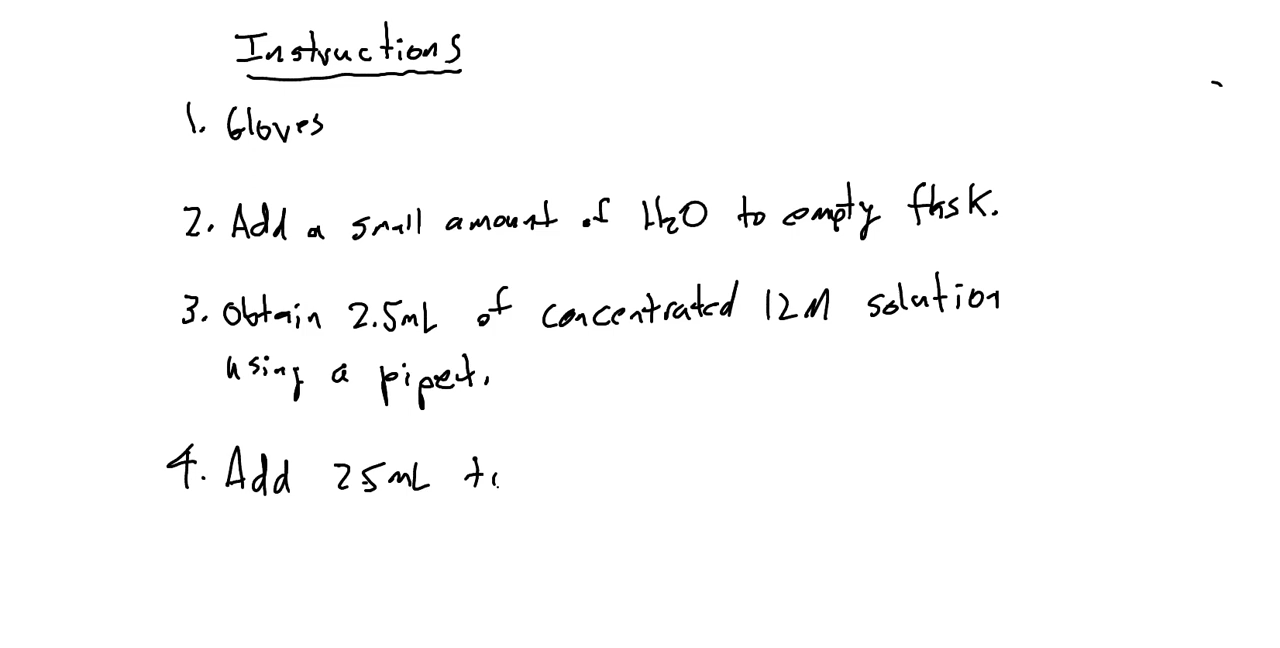 Instructions
1. Gloves
2. Add a small amount of H2O to empty flask.
3. Obtain 2.5mL of concentrated 12M solution
using a pipet.
4. Add 25mL to